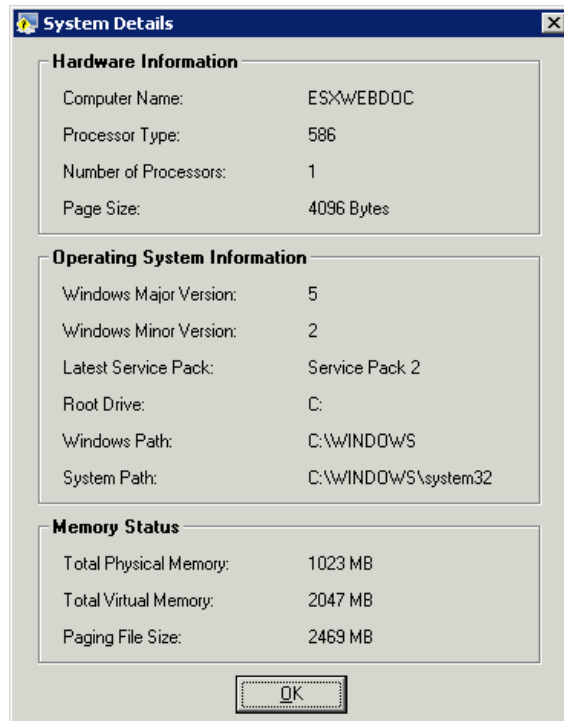 System Details
Hardware Information
Computer Name: ESXWEBDOC
Processor Type: 586
Number of Processors: 1
Page Size: 4096 Bytes
Operating System Information
Windows Major Version: 5
Windows Minor Version: 2
Latest Service Pack: Service Pack 2
Root Drive: C:
Windows Path: C:\WINDOWS
System Path: C:\WINDOWS\system32
Memory Status
Total Physical Memory: 1023 MB
Total Virtual Memory: 2047 MB
Paging File Size: 2469 MB
OK